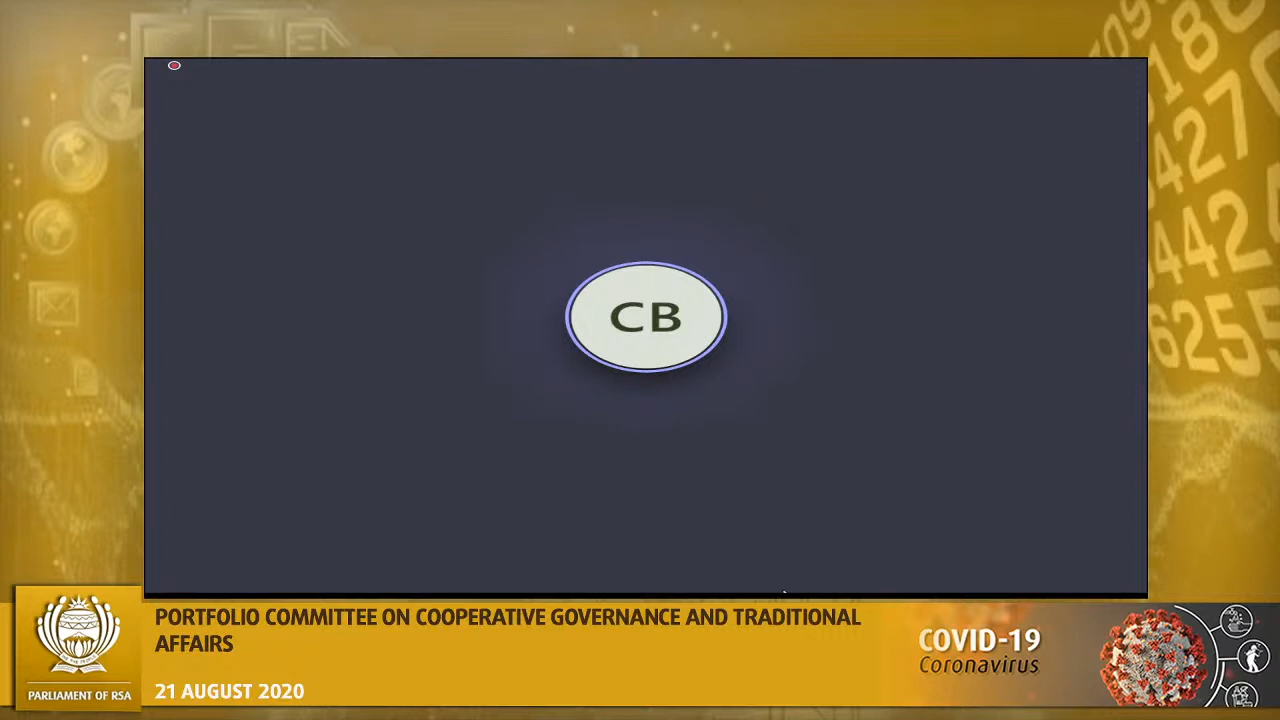 CB
PORTFOLIO COMMITTEE ON COOPERATIVE GOVERNANCE AND TRADITIONAL
AFFAIRS
21 AUGUST 2020
PARLIAMENT OF RSA
COVID-19
Coronavirus